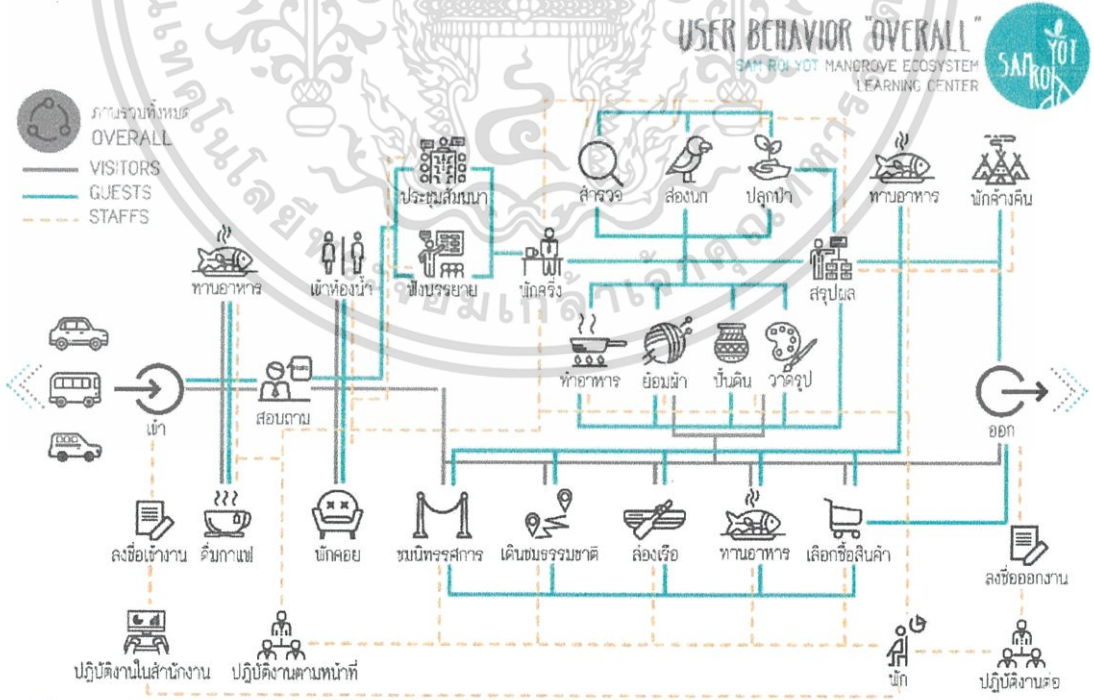 USER BEHAVIOR "OVERALL"
SAM ROI YOT MANGROVE ECOSYSTEM
LEARNING CENTER
SAM ROI YOT
ภาพรวมทั้งหมด
OVERALL
VISITORS
GUESTS
STAFFS
ประชุมสัมมนา
สำรวจ
ส่องนก
ปลูกป่า
ทานอาหาร
พักค้างคืน
ทานอาหาร
เข้าห้องน้ำ
ฟังบรรยาย
พักครึ่ง
สรุปผล
ทำอาหาร
ย้อมผ้า
ปั้นดิน
วาดรูป
เข้า
สอบถาม
ออก
ลงชื่อเข้างาน
ดื่มกาแฟ
พักคอย
ชมนิทรรศการ
เดินชมธรรมชาติ
ล่องเรือ
ทานอาหาร
เลือกซื้อสินค้า
ลงชื่อออกงาน
ปฏิบัติงานในสำนักงาน
ปฏิบัติงานตามหน้าที่
พัก
ปฏิบัติงานต่อ